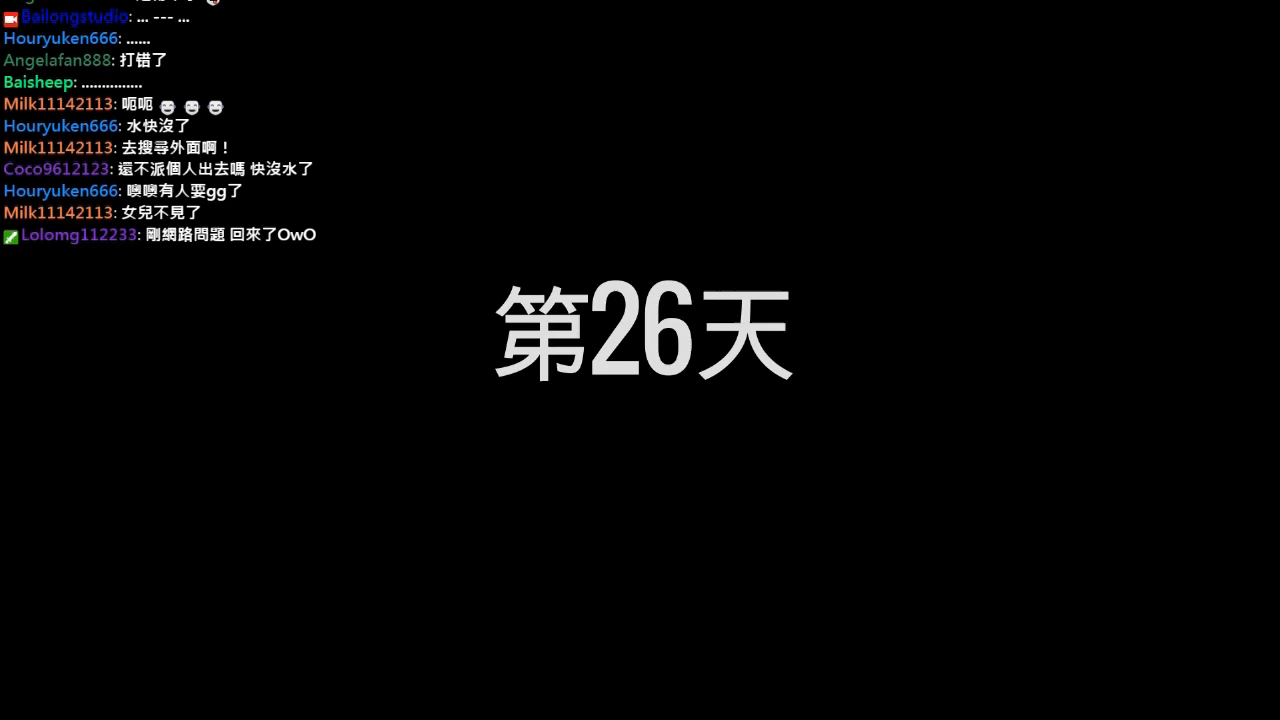 Bailongstudio: ... --- ...
Houryuken666: ......
Angelafan888: 打错了
Baisheep: ...............
Milk11142113: 呃呃
Houryuken666: 水快沒了
Milk11142113: 去搜尋外面啊！
Coco9612123: 還不派個人出去嗎 快沒水了
Houryuken666: 噢噢有人要gg了
Milk11142113: 女兒不見了
Lolomg112233: 剛網路問題 回來了OwO
第26天